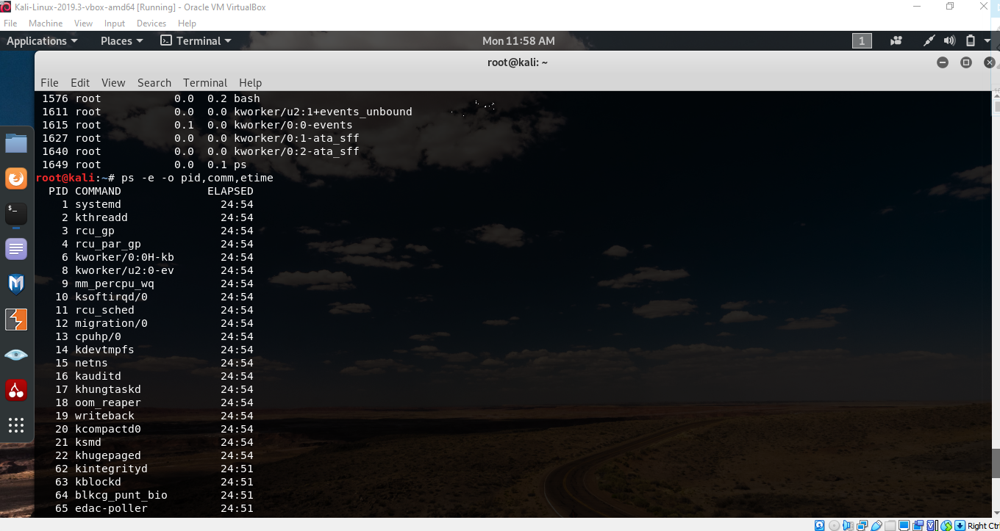 Kali-Linux-2019.3-vbox-amd64 [Running] - Oracle VM VirtualBox
File Machine View Input Devices Help
Applications Places Terminal Mon 11:58 AM 1
root@kali: ~
File Edit View Search Terminal Help
1576 root 0.0 0.2 bash
1611 root 0.0 0.0 kworker/u2:1+events_unbound
1615 root 0.1 0.0 kworker/0:0-events
1627 root 0.0 0.0 kworker/0:1-ata_sff
1640 root 0.0 0.0 kworker/0:2-ata_sff
1649 root 0.0 0.1 ps
root@kali:~# ps -e -o pid,comm,etime
PID COMMAND ELAPSED
1 systemd 24:54
2 kthreadd 24:54
3 rcu_gp 24:54
4 rcu_par_gp 24:54
6 kworker/0:0H-kb 24:54
8 kworker/u2:0-ev 24:54
9 mm_percpu_wq 24:54
10 ksoftirqd/0 24:54
11 rcu_sched 24:54
12 migration/0 24:54
13 cpuhp/0 24:54
14 kdevtmpfs 24:54
15 netns 24:54
16 kauditd 24:54
17 khungtaskd 24:54
18 oom_reaper 24:54
19 writeback 24:54
20 kcompactd0 24:54
21 ksmd 24:54
22 khugepaged 24:54
62 kintegrityd 24:51
63 kblockd 24:51
64 blkcg_punt_bio 24:51
65 edac-poller 24:51
Right Ctr